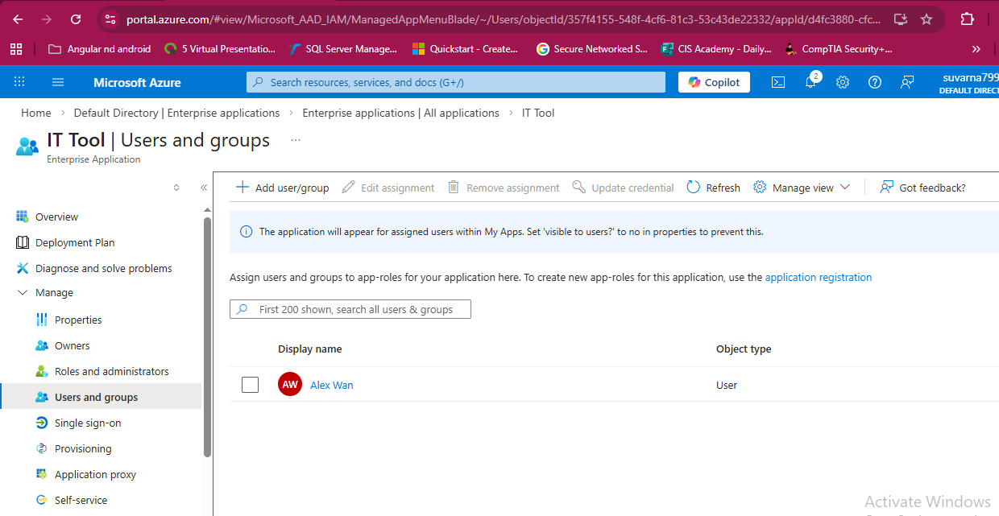 portal.azure.com/#view/Microsoft_AAD_IAM/ManagedAppMenuBlade/~/Users/objectId/357f4155-548f-4cf6-81c3-53c43de22332/appId/d4fc3880-cfc...
Angular nd android 5 Virtual Presentatio... SQL Server Manage... Quickstart - Create... Secure Networked S... CIS Academy - Daily... CompTIA Security+... »
Microsoft Azure Search resources, services, and docs (G+/) Copilot 2 suvarna799
DEFAULT DIRECT
Home > Default Directory | Enterprise applications > Enterprise applications | All applications > IT Tool
IT Tool | Users and groups ...
Enterprise Application
Add user/group Edit assignment Remove assignment Update credential Refresh Manage view Got feedback?
Overview
Deployment Plan
Diagnose and solve problems
Manage
Properties
Owners
Roles and administrators
Users and groups
Single sign-on
Provisioning
Application proxy
Self-service
The application will appear for assigned users within My Apps. Set 'visible to users?' to no in properties to prevent this.
Assign users and groups to app-roles for your application here. To create new app-roles for this application, use the application registration
First 200 shown, search all users & groups
Display name Object type
AW Alex Wan User
Activate Windows